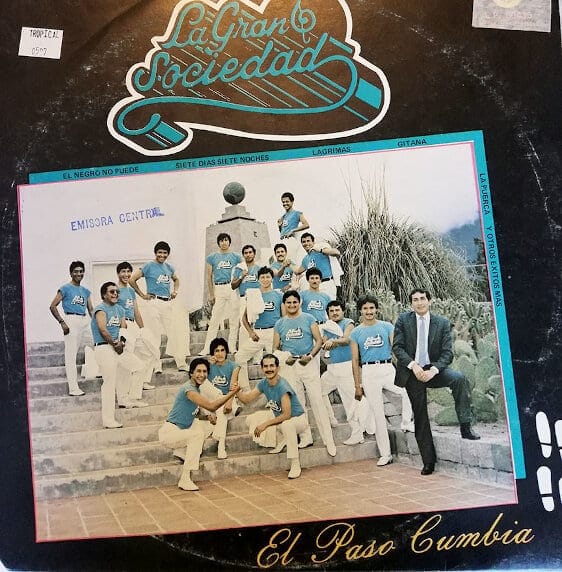 La Gran
Sociedad
TROPICAL
EL NEGRO NO PUEDE SIETE DIAS SIETE NOCHES LAGRIMAS GITANA
LA PUERCA Y OTROS EXITOS MAS
EMISORA CENTRAL
El Paso Cumbia